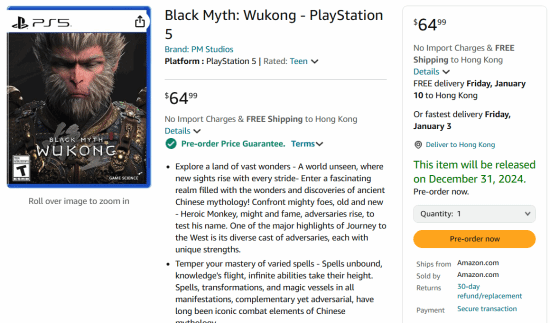 PS5
BLACK MYTH
WUKONG
TEEN
T
GAME SCIENCE
Roll over image to zoom in
Black Myth: Wukong - PlayStation
5
Brand: PM Studios
Platform : PlayStation 5 | Rated: Teen
$64.99
No Import Charges & FREE Shipping to Hong Kong
Details
Pre-order Price Guarantee. Terms
• Explore a land of vast wonders - A world unseen, where
new sights rise with every stride- Enter a fascinating
realm filled with the wonders and discoveries of ancient
Chinese mythology! Confront mighty foes, old and new
- Heroic Monkey, might and fame, adversaries rise, to
test his name. One of the major highlights of Journey to
the West is its diverse cast of adversaries, each with
unique strengths.
• Temper your mastery of varied spells - Spells unbound,
knowledge's flight, infinite abilities take their height.
Spells, transformations, and magic vessels in all
manifestations, complementary yet adversarial, have
long been iconic combat elements of Chinese
mythology.
$64.99
No Import Charges & FREE
Shipping to Hong Kong
Details
FREE delivery Friday, January
10 to Hong Kong
Or fastest delivery Friday,
January 3
Deliver to Hong Kong
This item will be released
on December 31, 2024.
Pre-order now.
Quantity: 1
Pre-order now
Ships from Amazon.com
Sold by Amazon.com
Returns 30-day
refund/replacement
Payment Secure transaction